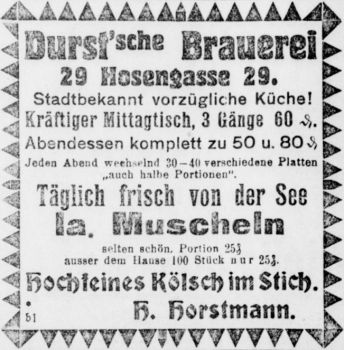 Durst'sche Brauerei
29 Hosengasse 29.
Stadtbekannt vorzügliche Küche!
Kräftiger Mittagtisch, 3 Gänge 60 ₰.
Abendessen komplett zu 50 u. 80 ₰
Jeden Abend wechselnd 30–40 verschiedene Platten
„auch halbe Portionen“.
Täglich frisch von der See
Ia. Muscheln
selten schön. Portion 25 ₰
ausser dem Hause 100 Stück nur 25 ₰.
Hochfeines Kölsch im Stich.
H. Horstmann.
51